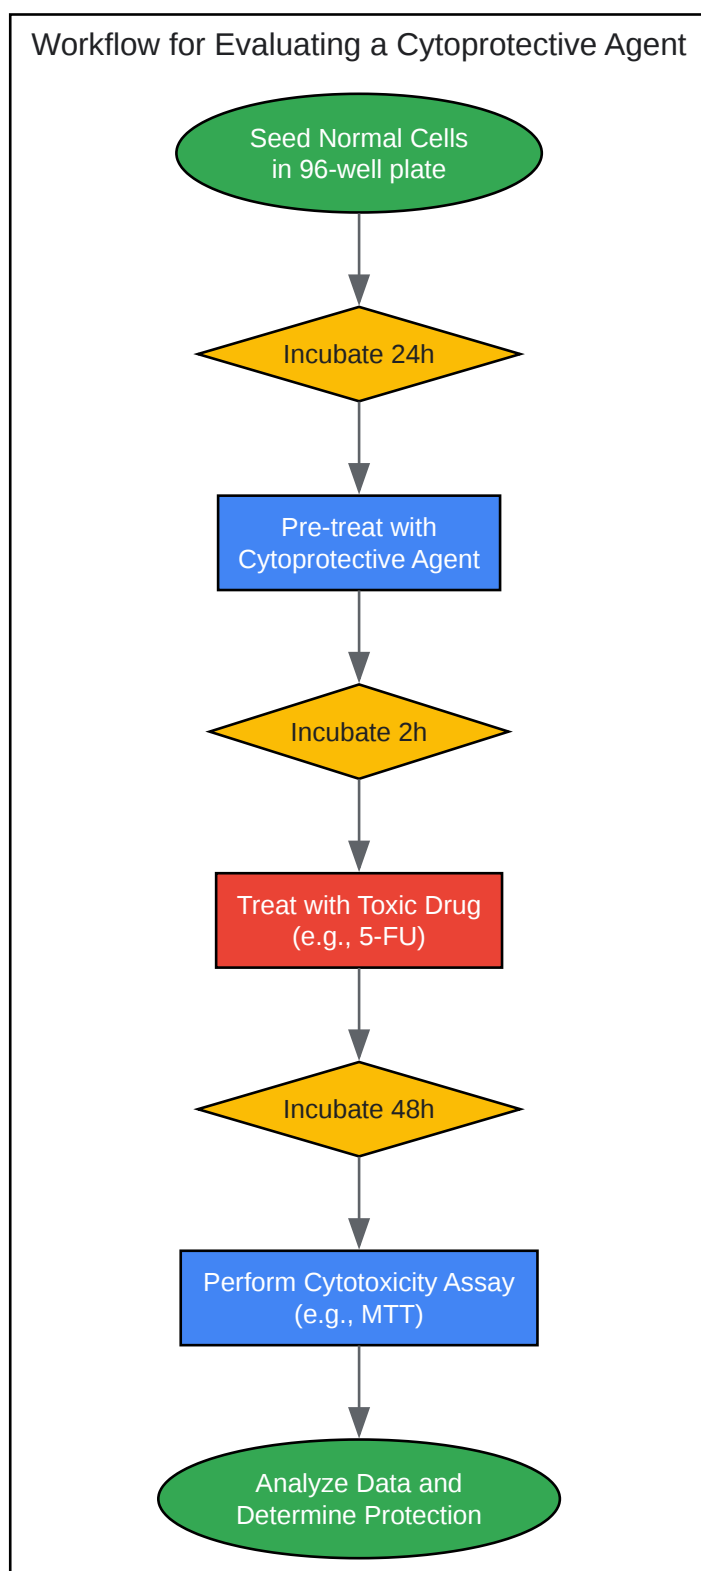 Workflow for Evaluating a Cytoprotective Agent
Seed Normal Cells
in 96-well plate
Incubate 24h
Pre-treat with
Cytoprotective Agent
Incubate 2h
Treat with Toxic Drug
(e.g., 5-FU)
Incubate 48h
Perform Cytotoxicity Assay
(e.g., MTT)
Analyze Data and
Determine Protection